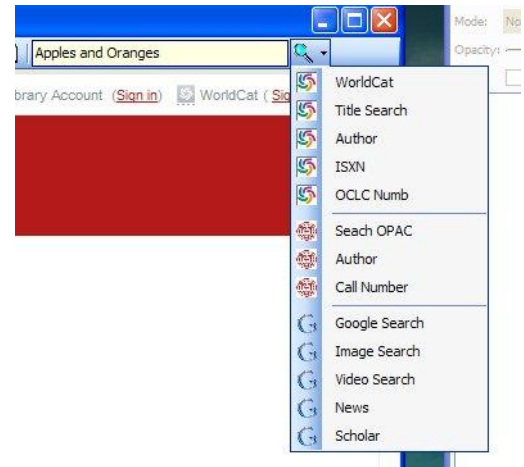 Mode: No
Apples and Oranges
Opacity:
brary Account (Sign in) WorldCat ( Sig
WorldCat
Title Search
Author
ISXN
OCLC Numb
Seach OPAC
Author
Call Number
Google Search
Image Search
Video Search
News
Scholar